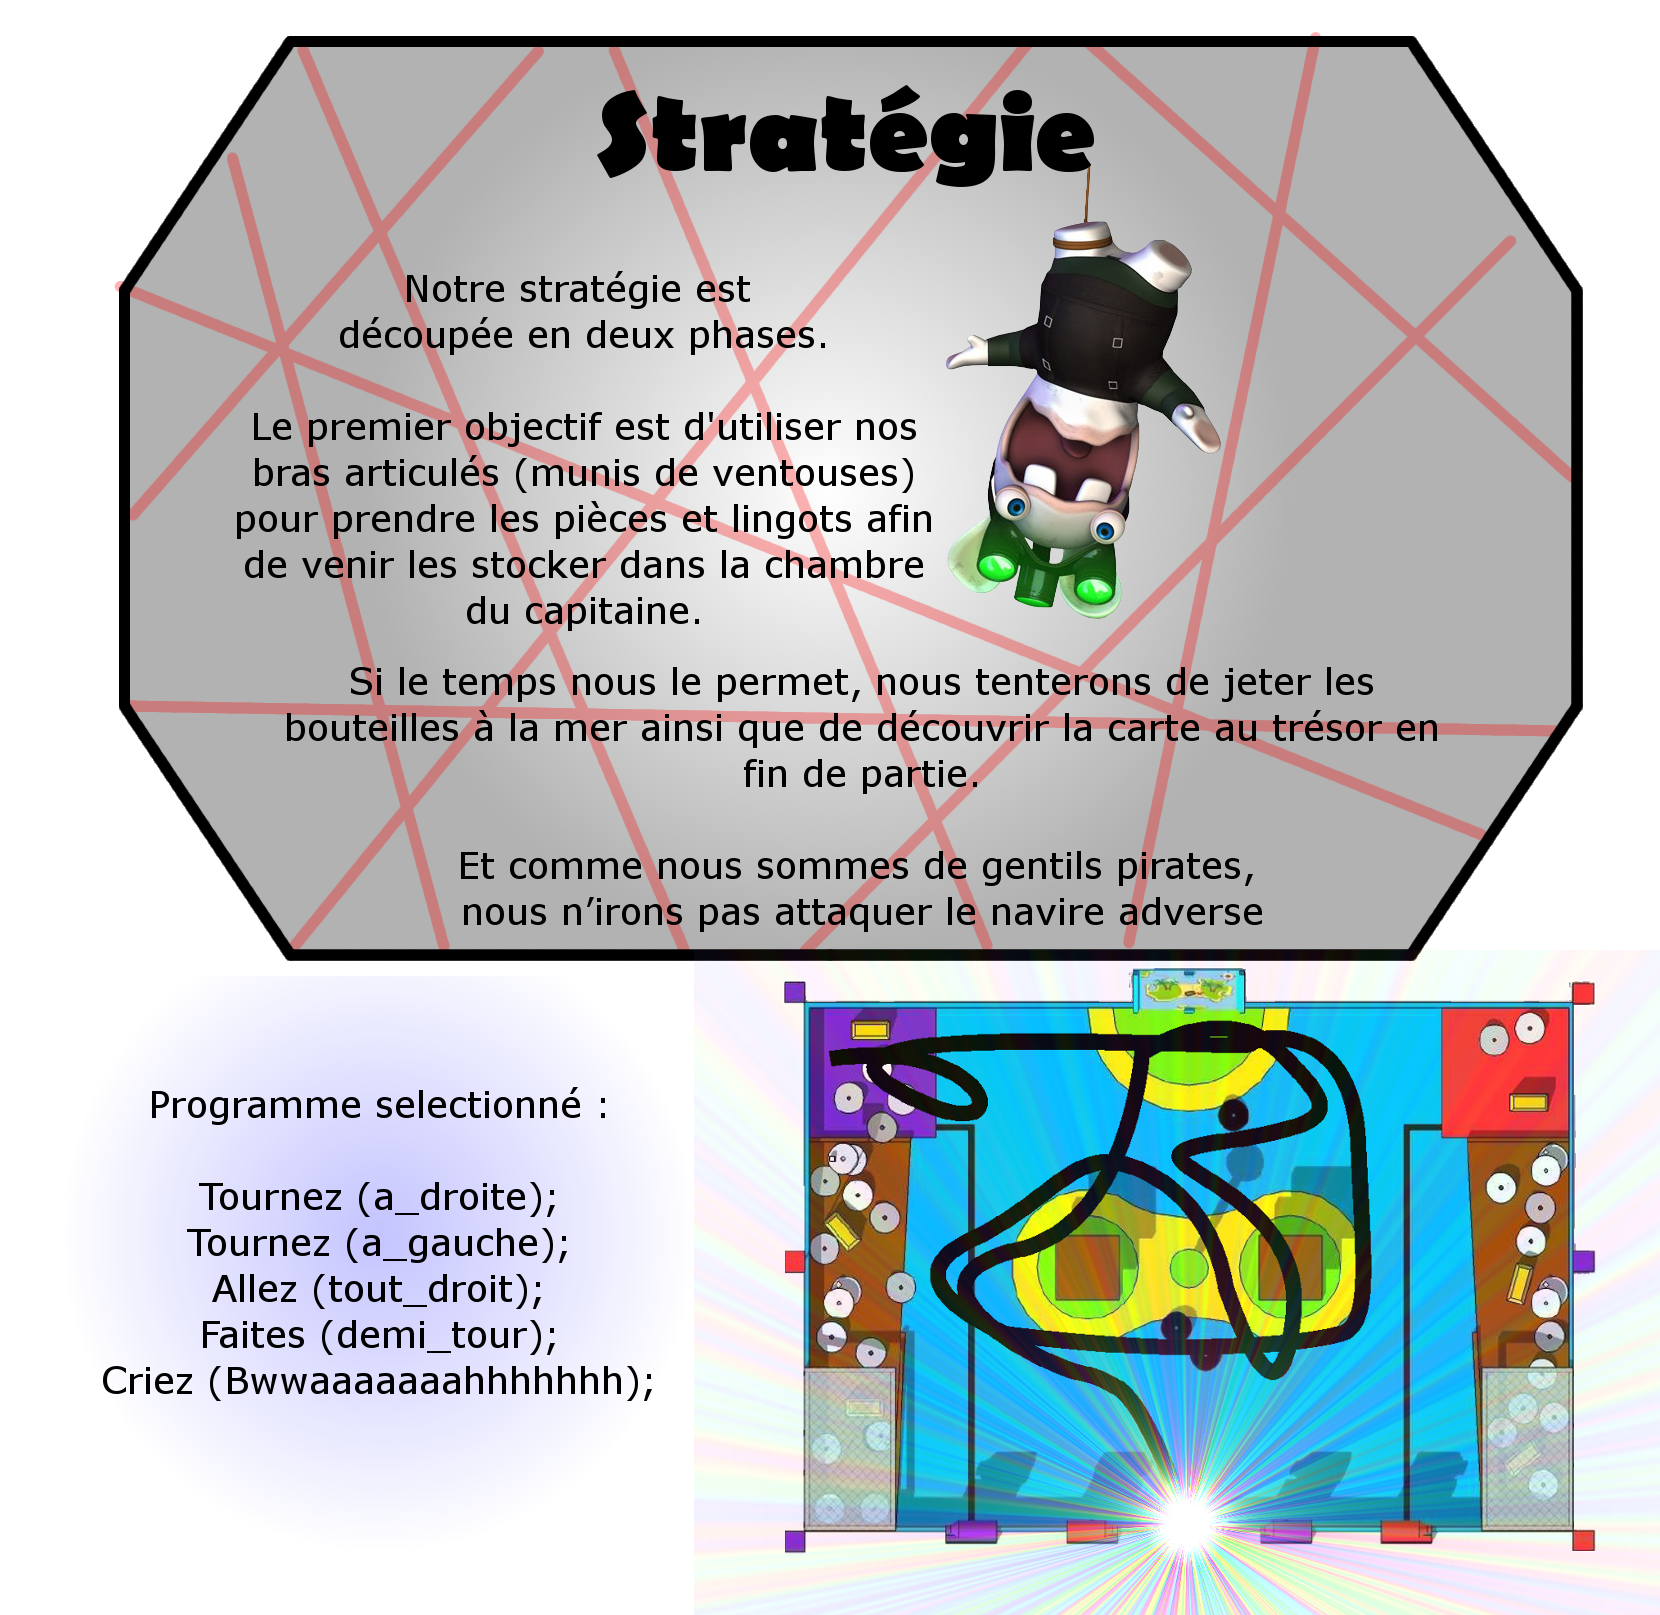 Stratégie
Notre stratégie est
découpée en deux phases.
Le premier objectif est d'utiliser nos
bras articulés (munis de ventouses)
pour prendre les pièces et lingots afin
de venir les stocker dans la chambre
du capitaine.
Si le temps nous le permet, nous tenterons de jeter les
bouteilles à la mer ainsi que de découvrir la carte au trésor en
fin de partie.
Et comme nous sommes de gentils pirates,
nous n’irons pas attaquer le navire adverse
Programme selectionné :
Tournez (a_droite);
Tournez (a_gauche);
Allez (tout_droit);
Faites (demi_tour);
Criez (Bwwaaaaaaahhhhhhh);